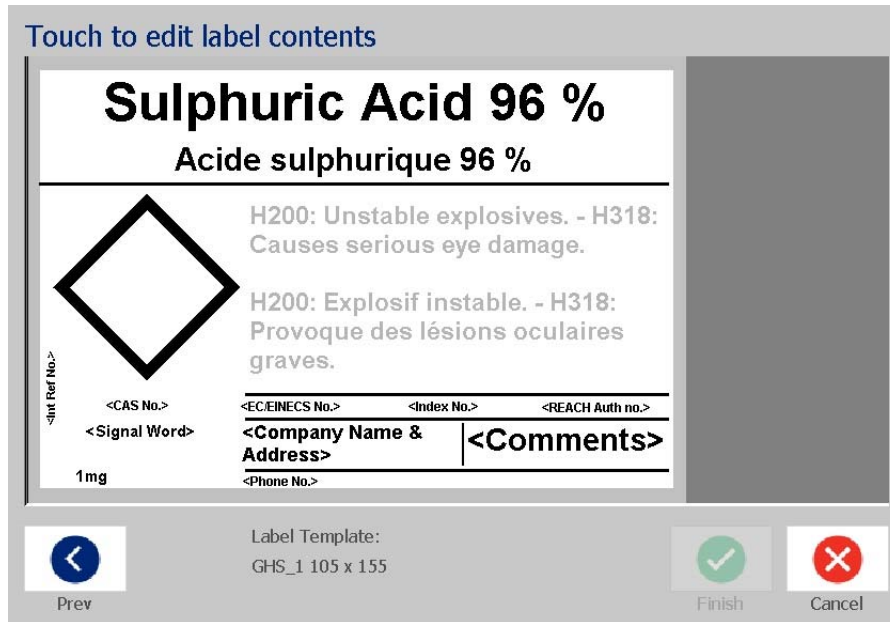 Touch to edit label contents
Sulphuric Acid 96 %
Acide sulphurique 96 %
H200: Unstable explosives. - H318:
Causes serious eye damage.
H200: Explosif instable. - H318:
Provoque des lésions oculaires
graves.
<Int Ref No.>
<CAS No.>
<EC/EINECS No.>
<Index No.>
<REACH Auth no.>
<Signal Word>
<Company Name &
Address>
<Comments>
1mg
<Phone No.>
Label Template:
GHS_1 105 x 155
Prev
Finish
Cancel